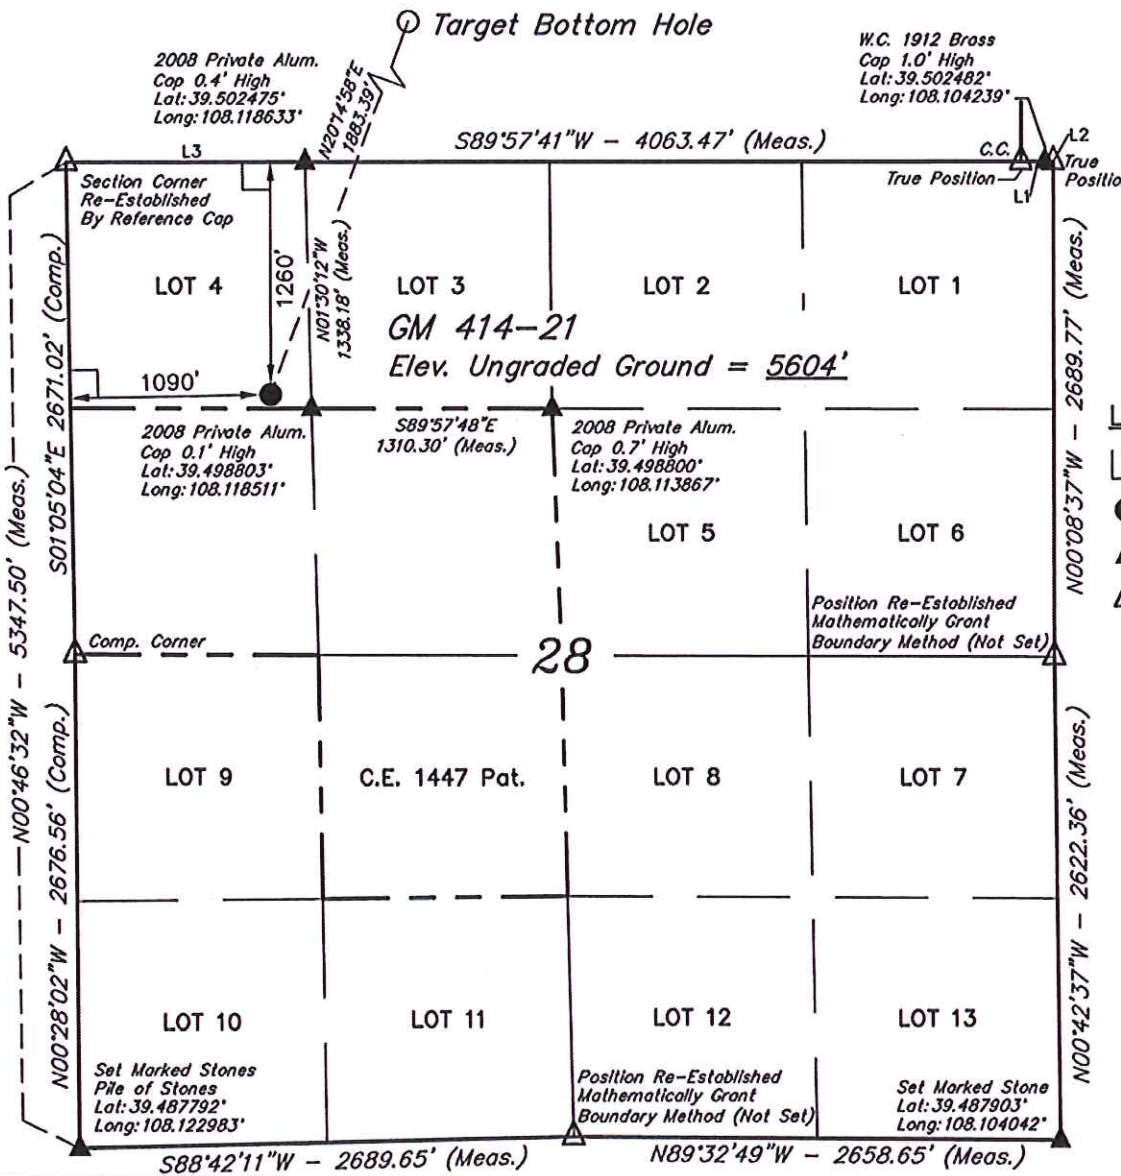 Target Bottom Hole
2008 Private Alum.
Cap 0.4' High
Lat: 39.502475°
Long: 108.118633°
N20°14'58"E
1883.39'
W.C. 1912 Brass
Cap 1.0' High
Lat: 39.502482°
Long: 108.104239°
S89°57'41"W - 4063.47' (Meas.)
L3
C.C.
L2
True
Position
True Position
L1
Section Corner
Re-Established
By Reference Cap
LOT 4
1260'
N01°30'12"W
1338.18' (Meas.)
LOT 3
LOT 2
LOT 1
GM 414-21
Elev. Ungraded Ground = 5604'
1090'
S01°05'04"E 2671.02' (Comp.)
N00°08'37"W - 2689.77' (Meas.)
2008 Private Alum.
Cap 0.1' High
Lat: 39.498803°
Long: 108.118511°
S89°57'48"E
1310.30' (Meas.)
2008 Private Alum.
Cap 0.7' High
Lat: 39.498800°
Long: 108.113867°
LOT 5
LOT 6
N00°46'32"W - 5347.50' (Meas.)
Comp. Corner
28
Position Re-Established
Mathematically Grant
Boundary Method (Not Set)
LOT 9
C.E. 1447 Pat.
LOT 8
LOT 7
N00°28'02"W - 2676.56' (Comp.)
N00°42'37"W - 2622.36' (Meas.)
LOT 10
LOT 11
LOT 12
LOT 13
Set Marked Stones
Pile of Stones
Lat: 39.487792°
Long: 108.122983°
Position Re-Established
Mathematically Grant
Boundary Method (Not Set)
Set Marked Stone
Lat: 39.487903°
Long: 108.104042°
S88°42'11"W - 2689.65' (Meas.)
N89°32'49"W - 2658.65' (Meas.)